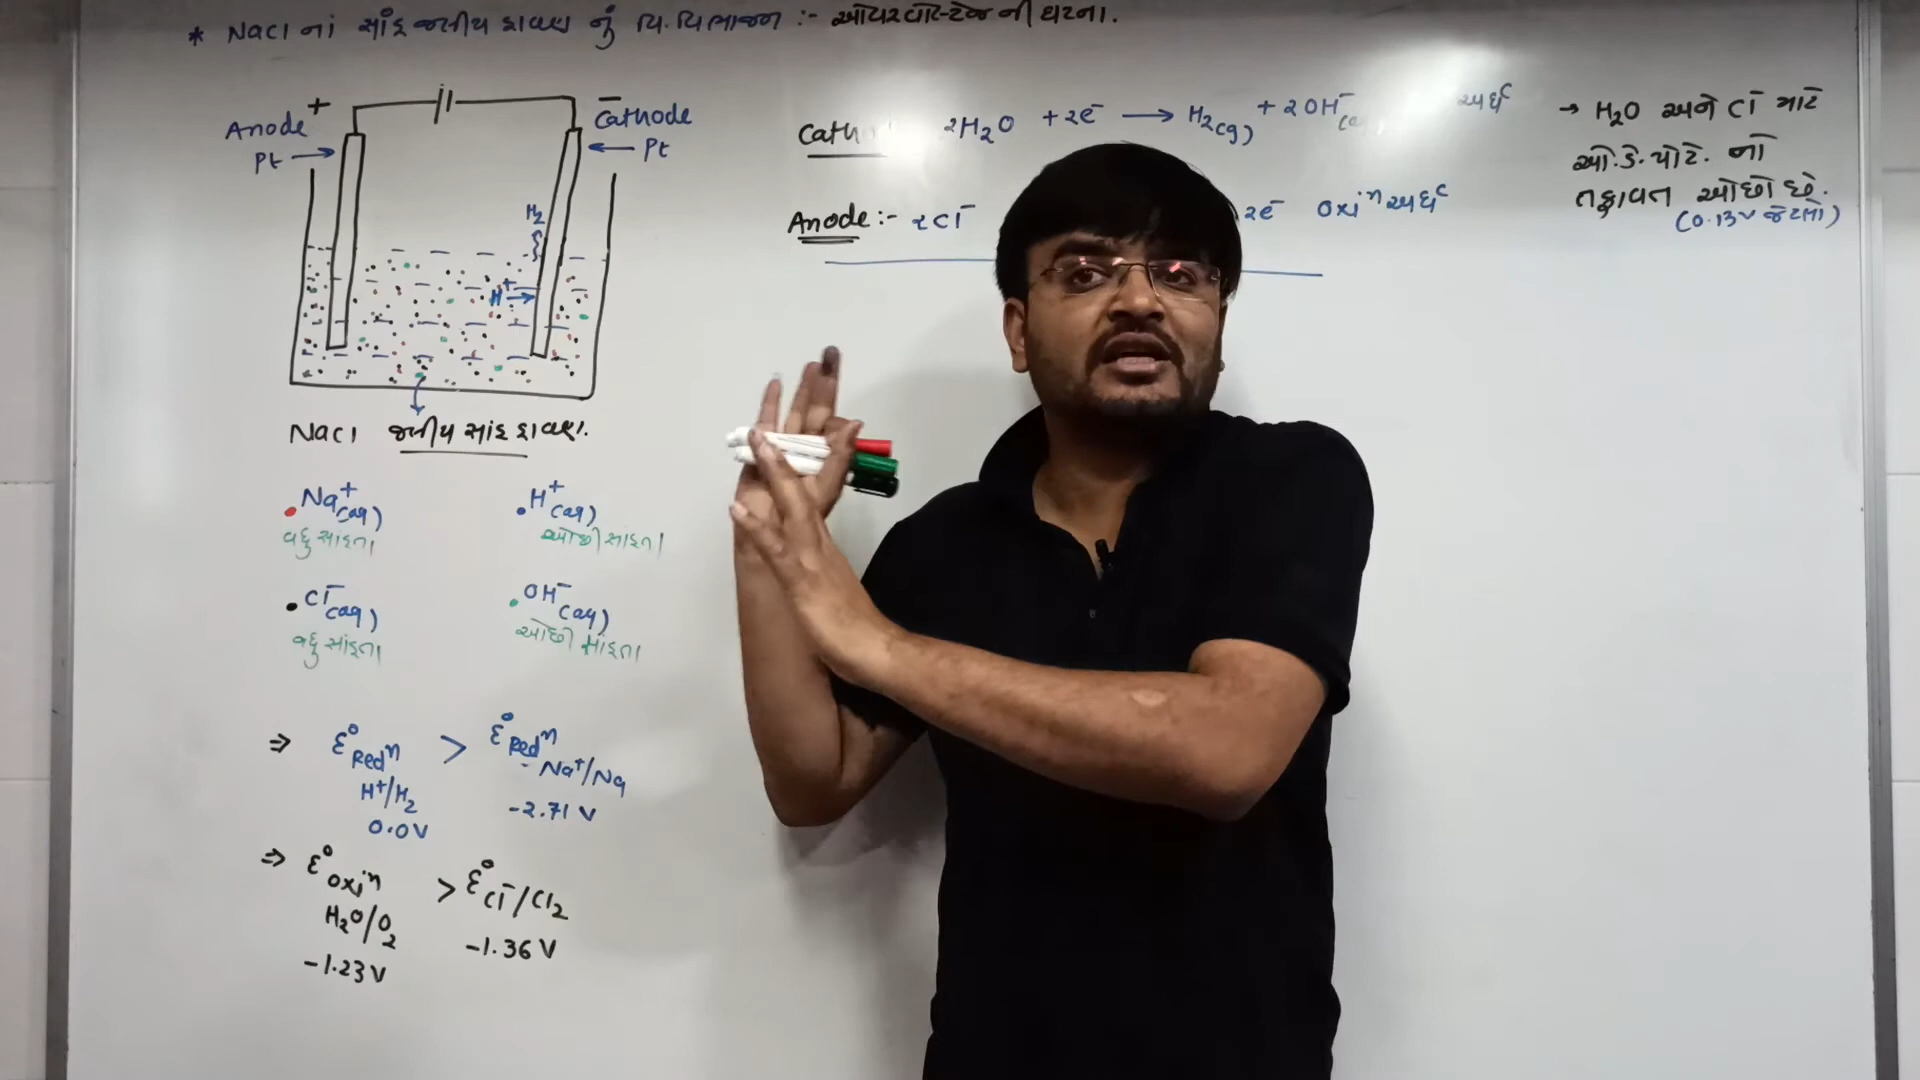 * NaCl નાં સાંદ્ર જલીય દ્રાવણ નું વિ.વિભાજન :- ઓવરવોલ્ટેજ ની ઘટના.
Anode +
Pt →
− Cathode
← Pt
H2
H+ →
NaCl જલીય સાંદ્ર દ્રાવણ.
• Na+(aq)
વધુ સાંદ્રતા
• H+(aq)
ઓછી સાંદ્રતા
• Cl−(aq)
વધુ સાંદ્રતા
• OH−(aq)
ઓછી સાંદ્રતા
⇒ ε° Redⁿ H+/H2 0.0V > ε° Redⁿ Na+/Na -2.71 V
⇒ ε° oxiⁿ H2O/O2 -1.23V > ε° Cl−/Cl2 -1.36 V
Cath 2H2O + 2e− → H2(g) + 2OH− અર્ધ
Anode :- 2Cl− 2e− oxiⁿ અર્ધ
→ H2O અને Cl− માટે
ઓ.ડે.પોટે. નો
તફાવત ઓછો છે.
(0.13V જેટલો)